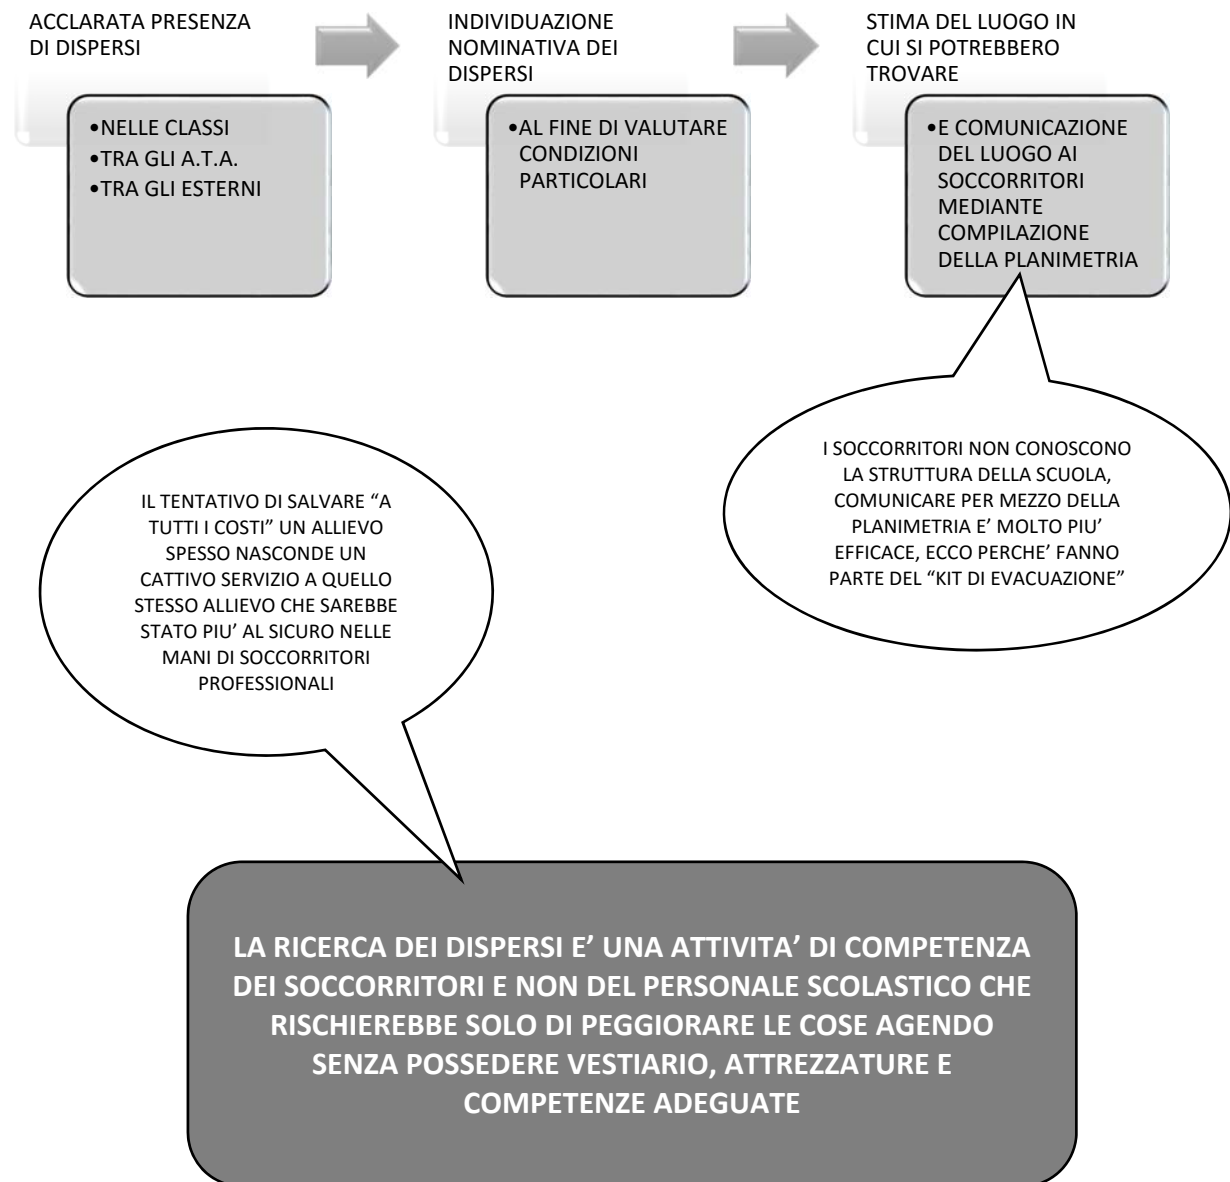 ACCLARATA PRESENZA
DI DISPERSI
•NELLE CLASSI
•TRA GLI A.T.A.
•TRA GLI ESTERNI
INDIVIDUAZIONE
NOMINATIVA DEI
DISPERSI
•AL FINE DI VALUTARE
CONDIZIONI
PARTICOLARI
STIMA DEL LUOGO IN
CUI SI POTREBBERO
TROVARE
•E COMUNICAZIONE
DEL LUOGO AI
SOCCORRITORI
MEDIANTE
COMPILAZIONE
DELLA PLANIMETRIA
I SOCCORRITORI NON CONOSCONO
LA STRUTTURA DELLA SCUOLA,
COMUNICARE PER MEZZO DELLA
PLANIMETRIA E’ MOLTO PIU’
EFFICACE, ECCO PERCHE’ FANNO
PARTE DEL “KIT DI EVACUAZIONE”
IL TENTATIVO DI SALVARE “A
TUTTI I COSTI” UN ALLIEVO
SPESSO NASCONDE UN
CATTIVO SERVIZIO A QUELLO
STESSO ALLIEVO CHE SAREBBE
STATO PIU’ AL SICURO NELLE
MANI DI SOCCORRITORI
PROFESSIONALI
LA RICERCA DEI DISPERSI E’ UNA ATTIVITA’ DI COMPETENZA
DEI SOCCORRITORI E NON DEL PERSONALE SCOLASTICO CHE
RISCHIEREBBE SOLO DI PEGGIORARE LE COSE AGENDO
SENZA POSSEDERE VESTIARIO, ATTREZZATURE E
COMPETENZE ADEGUATE